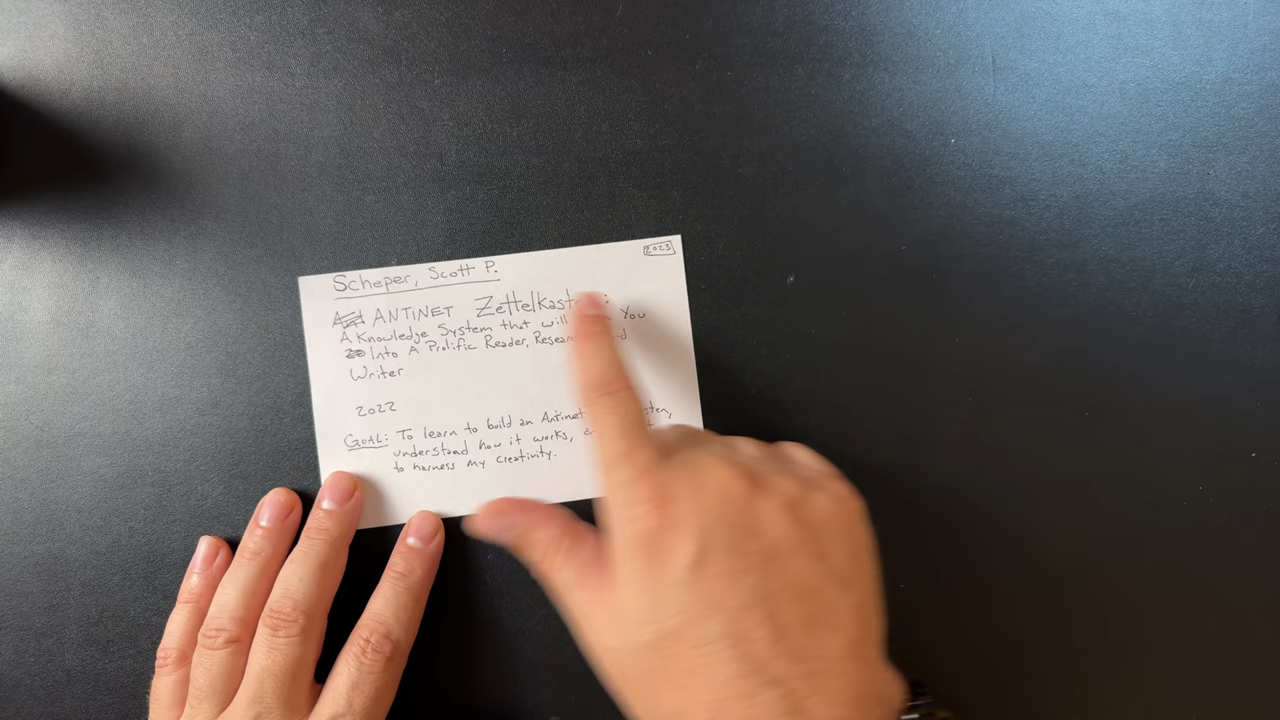 2023
Scheper, Scott P.
ANTINET Zettelkast :
A Knowledge System that will You
Into A Prolific Reader, Resear d
Writer
2022
GOAL: To learn to build an Antinet ten,
understand how it works, a t
to harness my creativity.